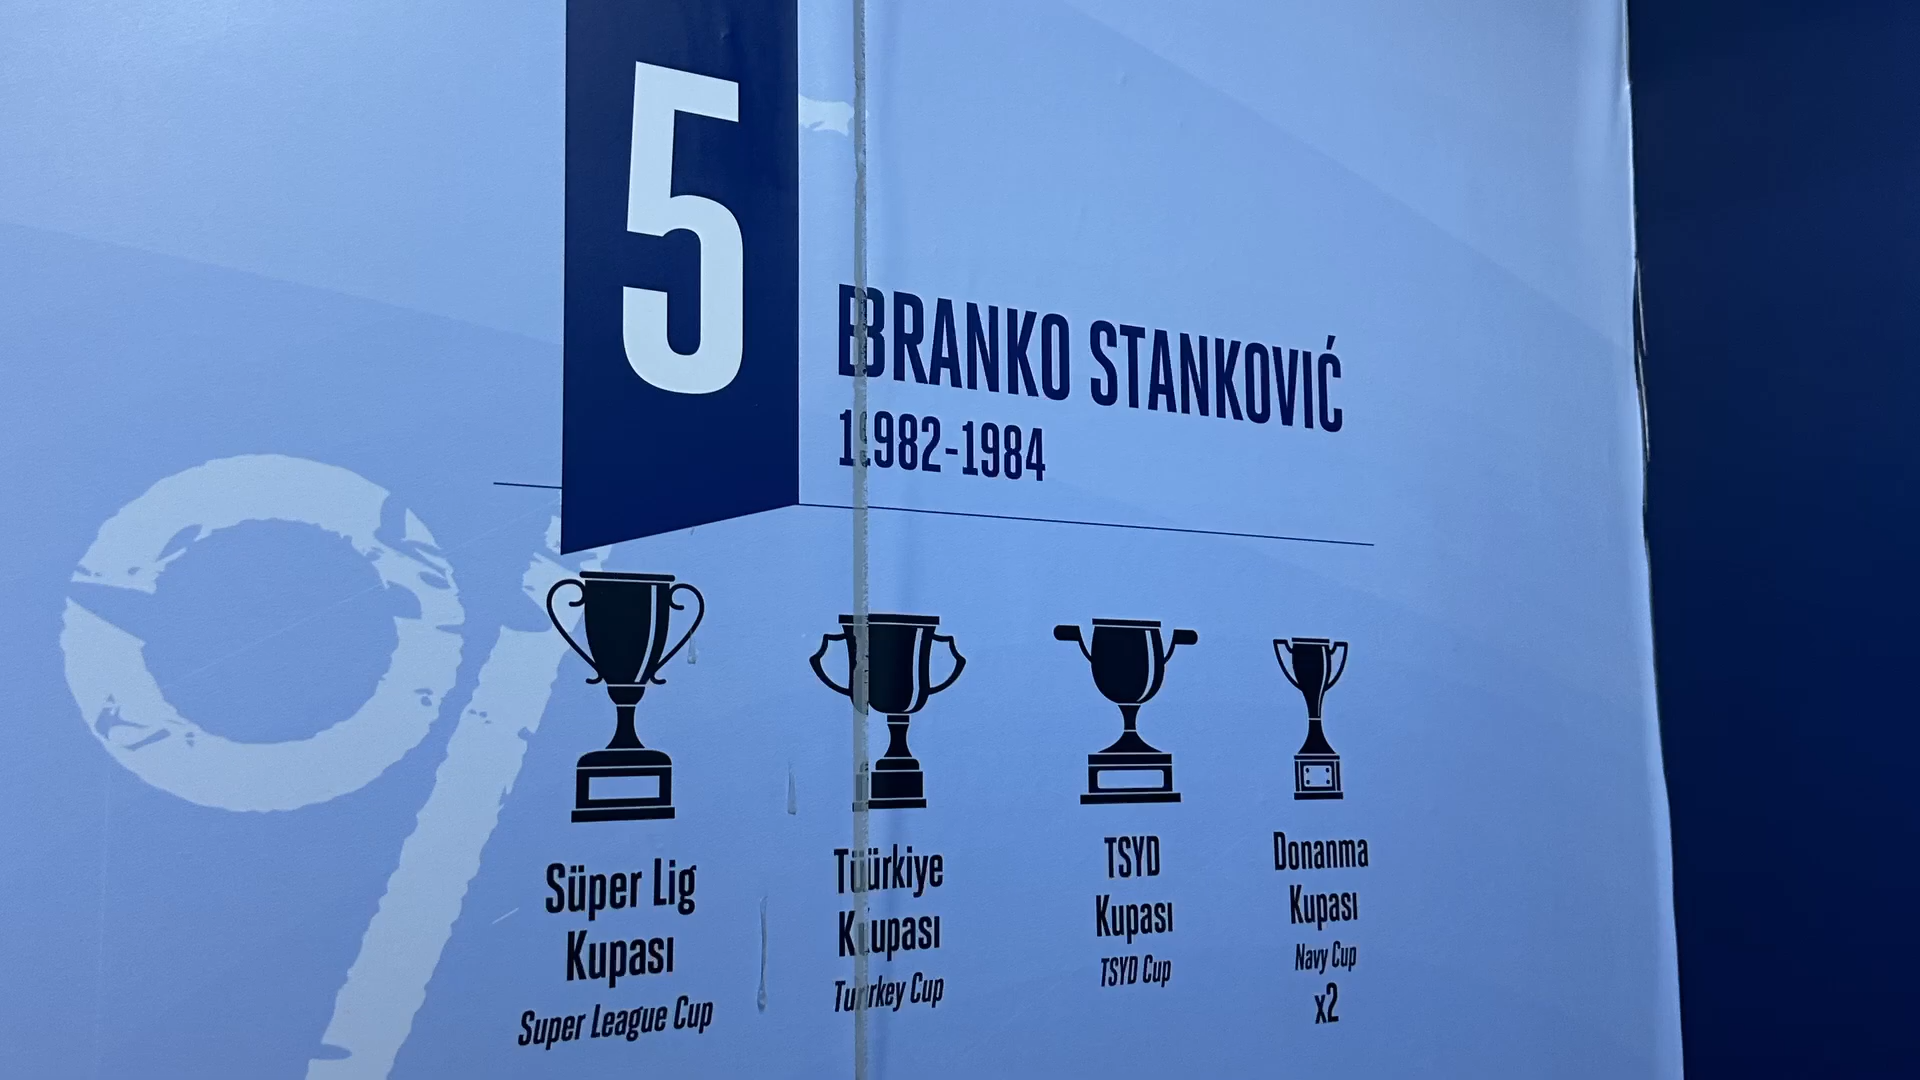 5
BRANKO STANKOVIĆ
1982-1984
Süper Lig
Kupası
Super League Cup
Türkiye
Kupası
Turkey Cup
TSYD
Kupası
TSYD Cup
Donanma
Kupası
Navy Cup
x2